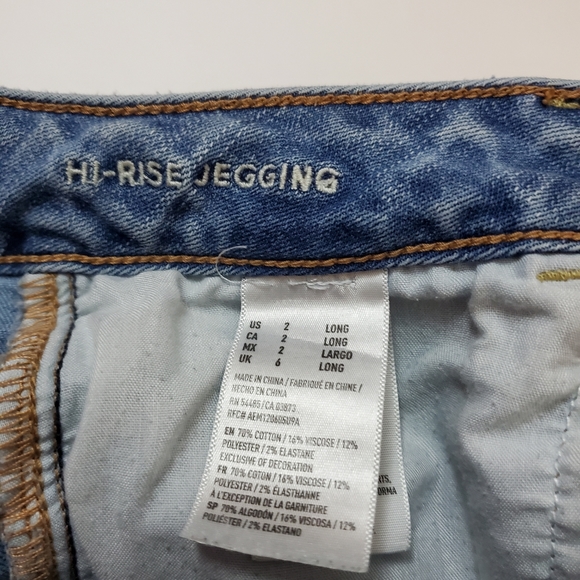 HI-RISE JEGGING
US 2 LONG
CA 2 LONG
MX 2 LARGO
UK 6 LONG
MADE IN CHINA / FABRIQUÉ EN CHINE /
HECHO EN CHINA
RN 54485 / CA 03873
RFC# AEM120605U9A
EN 70% COTTON / 16% VISCOSE / 12%
POLYESTER / 2% ELASTANE
EXCLUSIVE OF DECORATION
FR 70% COTON / 16% VISCOSE / 12%
POLYESTER / 2% ÉLASTHANNE
À L'EXCEPTION DE LA GARNITURE
SP 70% ALGODÓN / 16% VISCOSA / 12%
POLIÉSTER / 2% ELASTANO